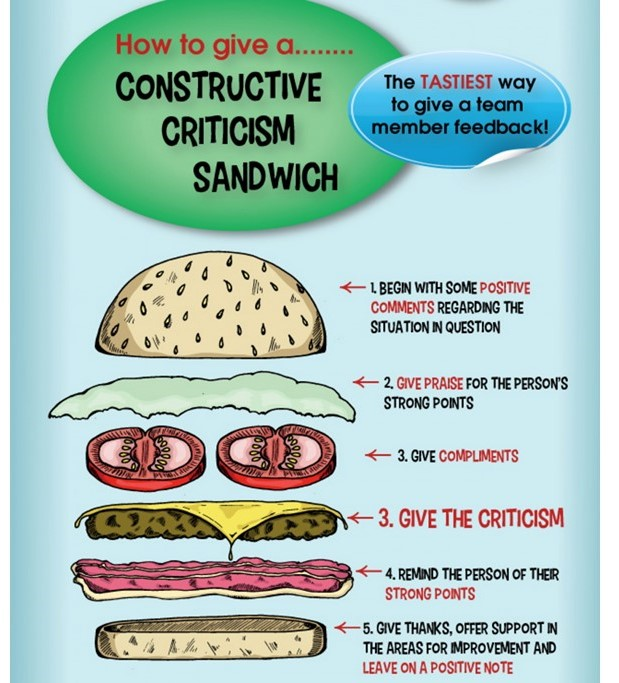 How to give a........
CONSTRUCTIVE
CRITICISM
SANDWICH
The TASTIEST way
to give a team
member feedback!
1. BEGIN WITH SOME POSITIVE
COMMENTS REGARDING THE
SITUATION IN QUESTION
2. GIVE PRAISE FOR THE PERSON'S
STRONG POINTS
3. GIVE COMPLIMENTS
3. GIVE THE CRITICISM
4. REMIND THE PERSON OF THEIR
STRONG POINTS
5. GIVE THANKS, OFFER SUPPORT IN
THE AREAS FOR IMPROVEMENT AND
LEAVE ON A POSITIVE NOTE